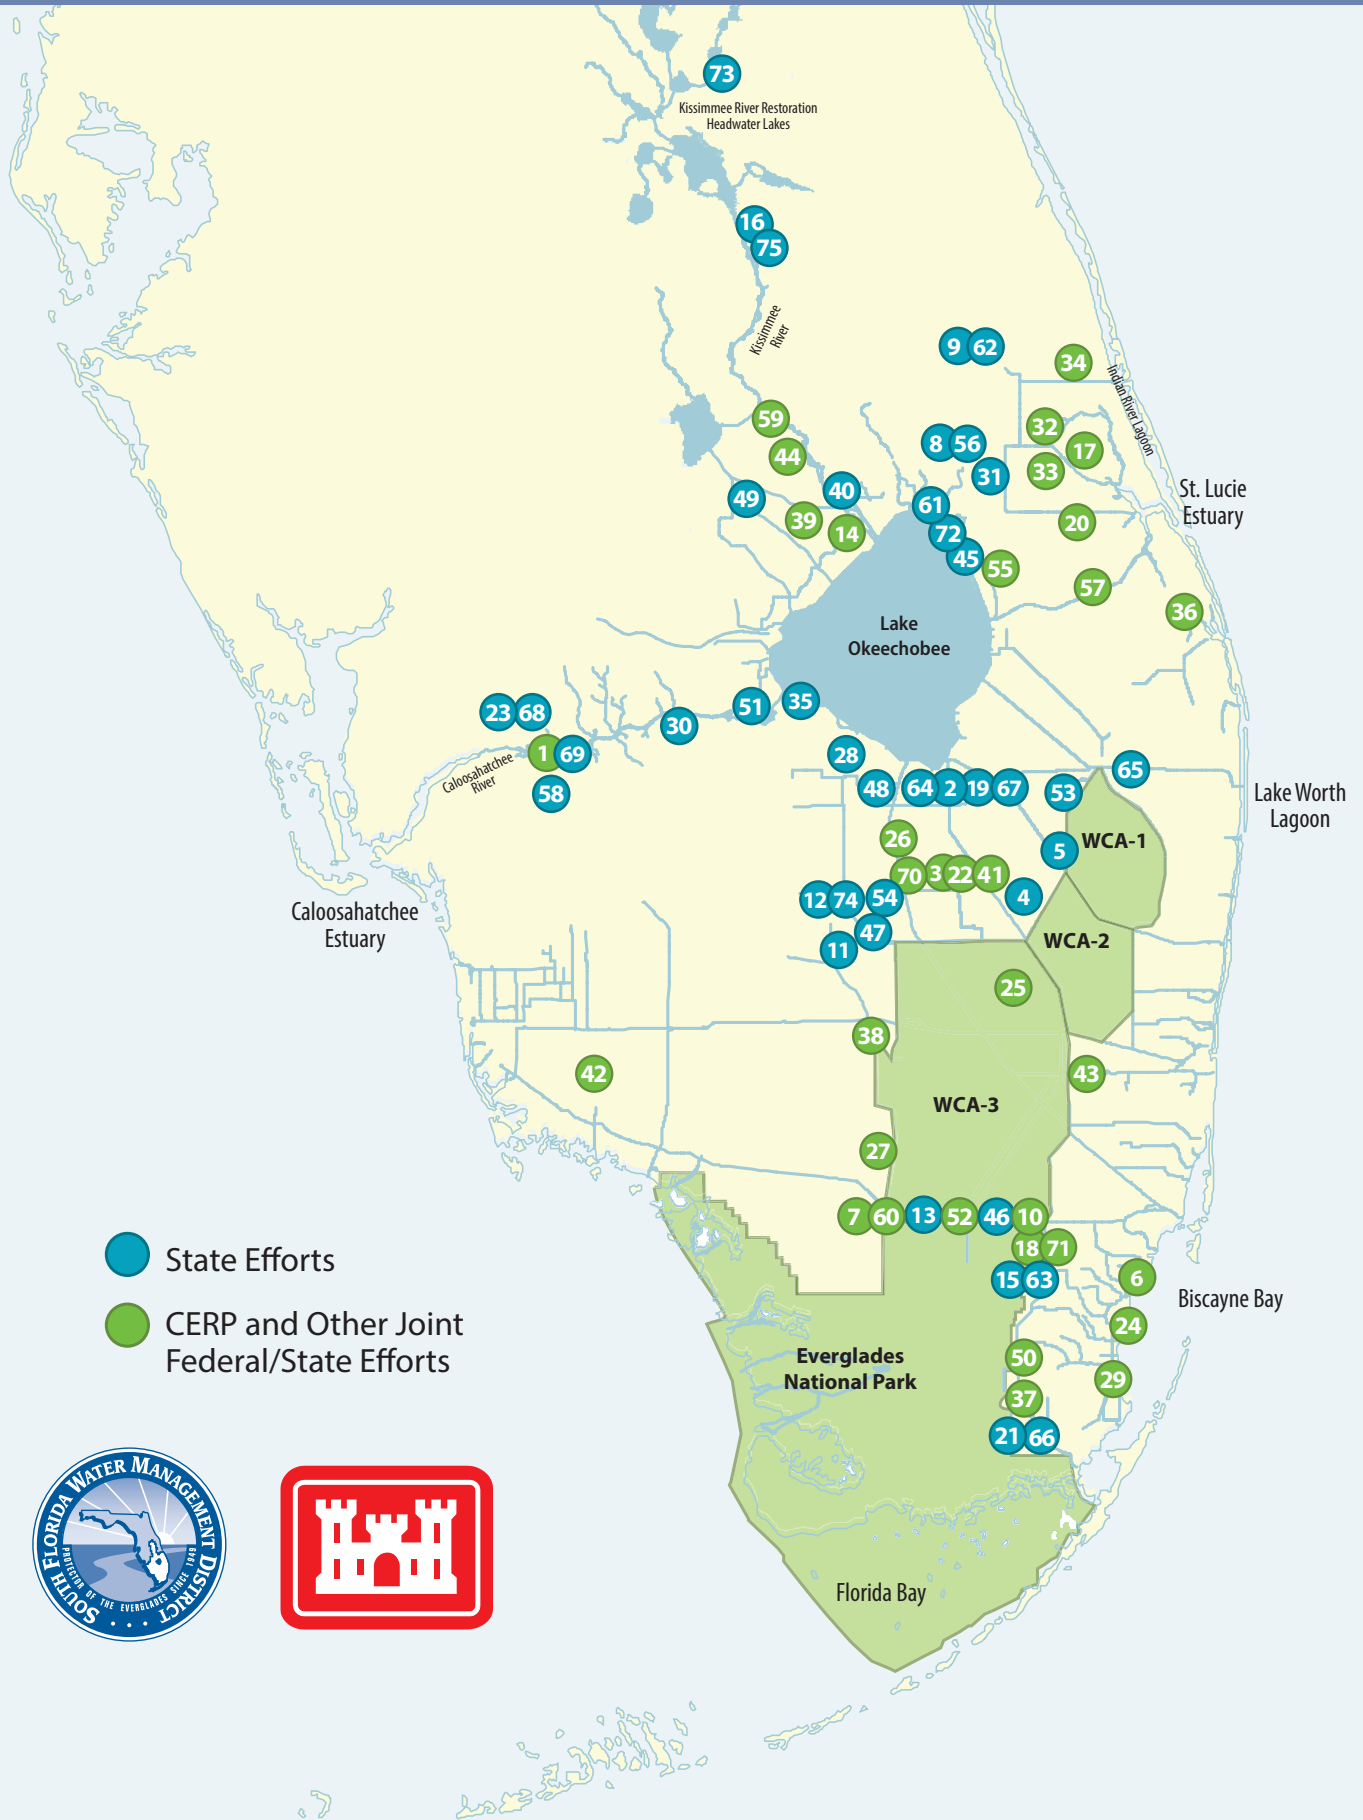 73
Kissimmee River Restoration
Headwater Lakes
16
75
Kissimmee
River
9 62
34
Indian River Lagoon
59
32
8 56
17
44
33
31
49
40
61
St. Lucie
Estuary
39
14
72
20
45
55
57
36
Lake
Okeechobee
23 68
51
35
30
1 69
Caloosahatchee
River
58
28
65
48
64 2 19 67
53
Lake Worth
Lagoon
26
WCA-1
5
70 3 22 41
12 74 54
4
Caloosahatchee
Estuary
47
11
WCA-2
25
38
42
43
WCA-3
27
7 60 13 52 46 10
18 71
State Efforts
15 63
6
Biscayne Bay
CERP and Other Joint
Federal/State Efforts
24
Everglades
National Park
50
29
37
21 66
SOUTH FLORIDA WATER MANAGEMENT DISTRICT
PROTECTOR OF THE EVERGLADES SINCE 1949
Florida Bay